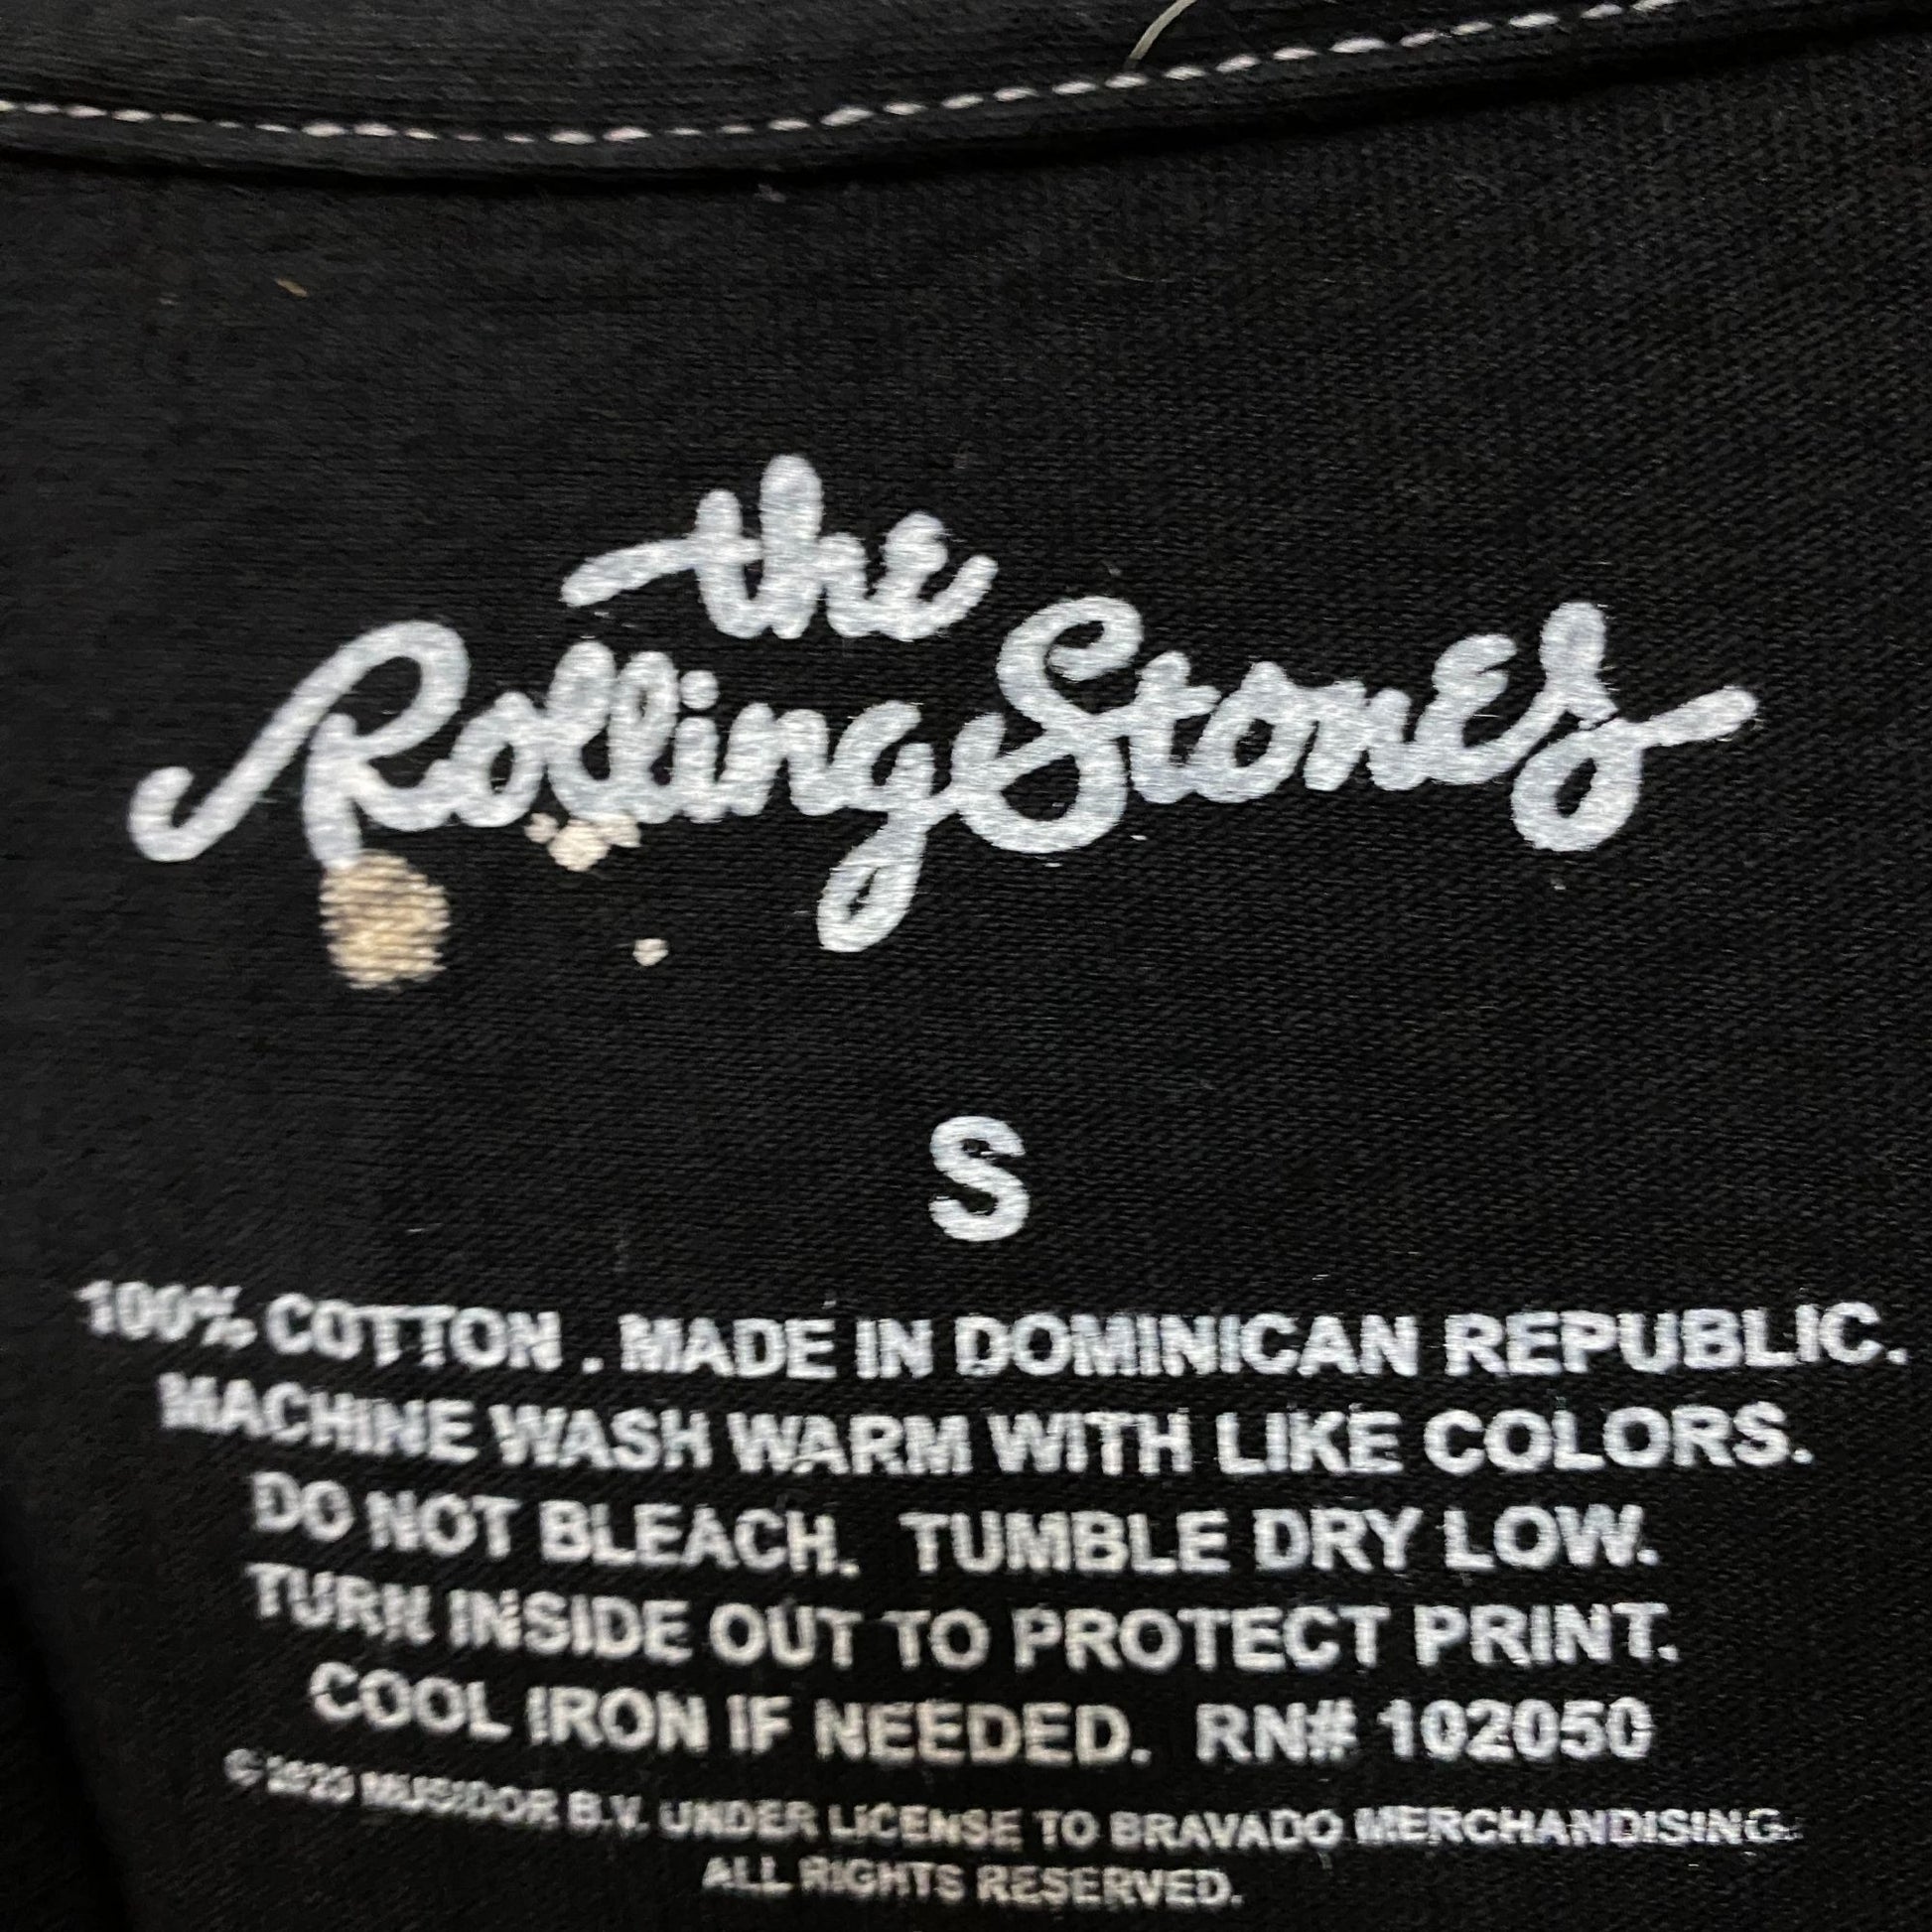 the
Rolling Stones
S
100% COTTON . MADE IN DOMINICAN REPUBLIC.
MACHINE WASH WARM WITH LIKE COLORS.
DO NOT BLEACH. TUMBLE DRY LOW.
TURN INSIDE OUT TO PROTECT PRINT.
COOL IRON IF NEEDED. RN# 102050
© 2020 MUSIDOR B.V. UNDER LICENSE TO BRAVADO MERCHANDISING.
ALL RIGHTS RESERVED.